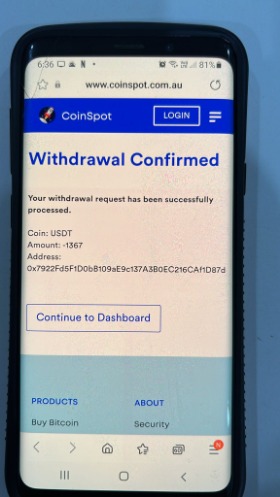 6:36
81%
www.coinspot.com.au
CoinSpot
LOGIN
Withdrawal Confirmed
Your withdrawal request has been successfully
processed.
Coin: USDT
Amount: -1367
Address:
0x7922Fd5F1D0bB109aE9c137A3B0EC216CAf1D87d
Continue to Dashboard
PRODUCTS
ABOUT
Buy Bitcoin
Security